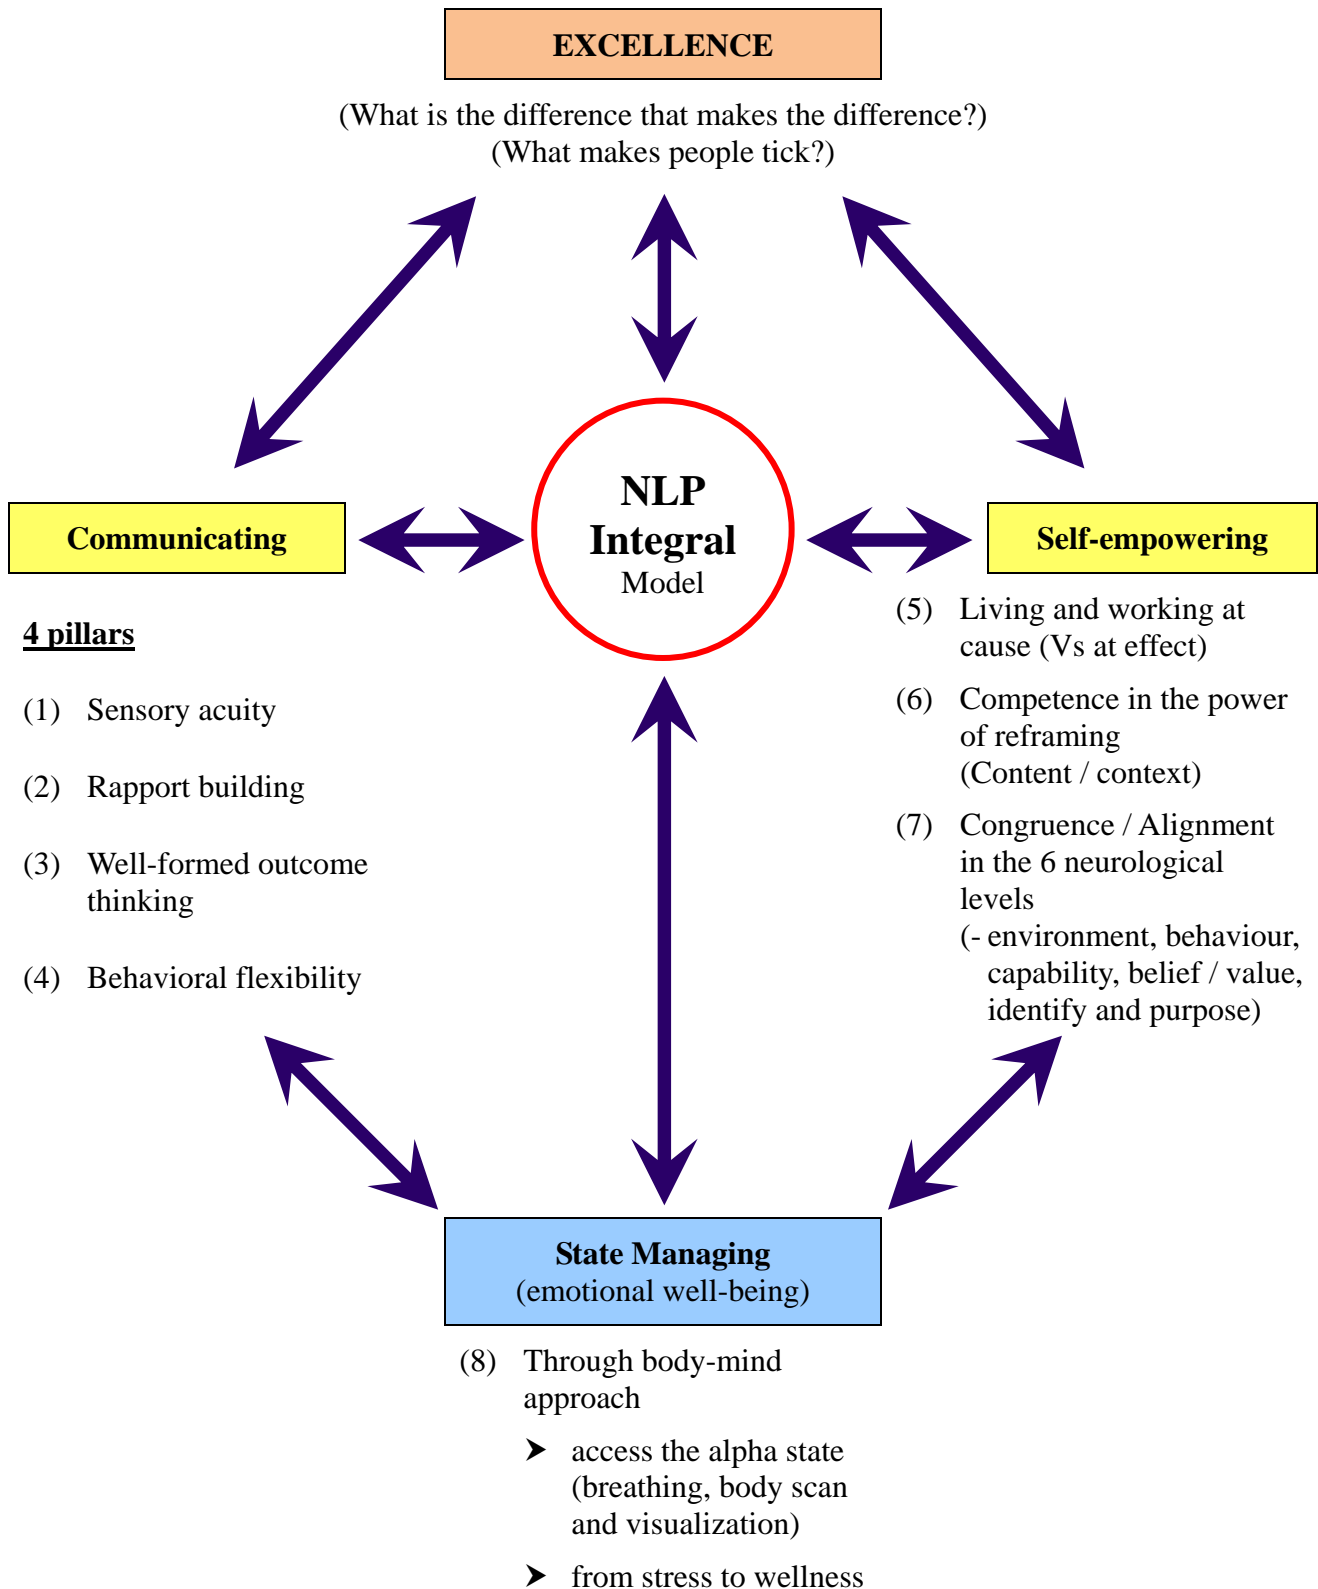 EXCELLENCE
(What is the difference that makes the difference?)
(What makes people tick?)
NLP
Integral
Model
Communicating
4 pillars
(1) Sensory acuity
(2) Rapport building
(3) Well-formed outcome
thinking
(4) Behavioral flexibility
Self-empowering
(5) Living and working at
cause (Vs at effect)
(6) Competence in the power
of reframing
(Content / context)
(7) Congruence / Alignment
in the 6 neurological
levels
(- environment, behaviour,
capability, belief / value,
identify and purpose)
State Managing
(emotional well-being)
(8) Through body-mind
approach
➤ access the alpha state
(breathing, body scan
and visualization)
➤ from stress to wellness